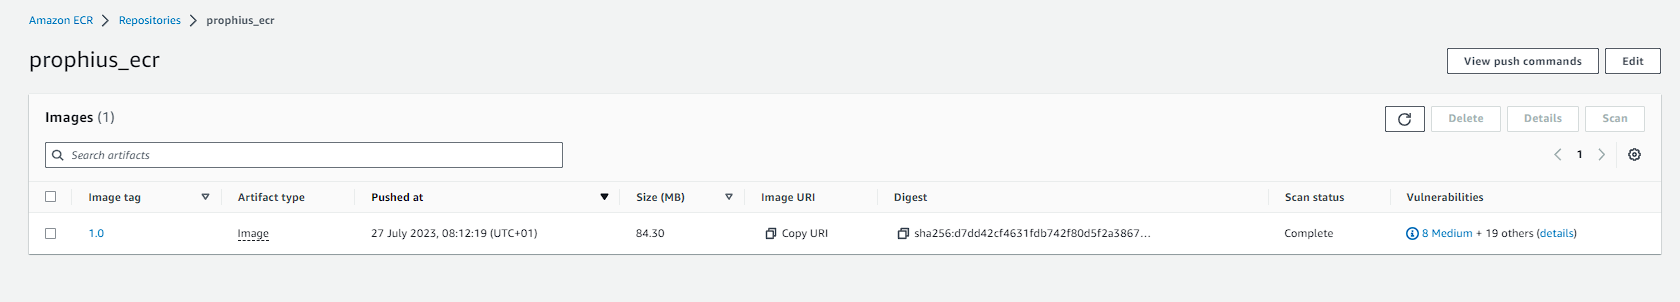 Amazon ECR > Repositories > prophius_ecr
prophius_ecr
View push commands
Edit
Images (1)
Delete
Details
Scan
Search artifacts
1
Image tag Artifact type Pushed at Size (MB) Image URI Digest Scan status Vulnerabilities
1.0 Image 27 July 2023, 08:12:19 (UTC+01) 84.30 Copy URI sha256:d7dd42cf4631fdb742f80d5f2a3867... Complete 8 Medium + 19 others (details)